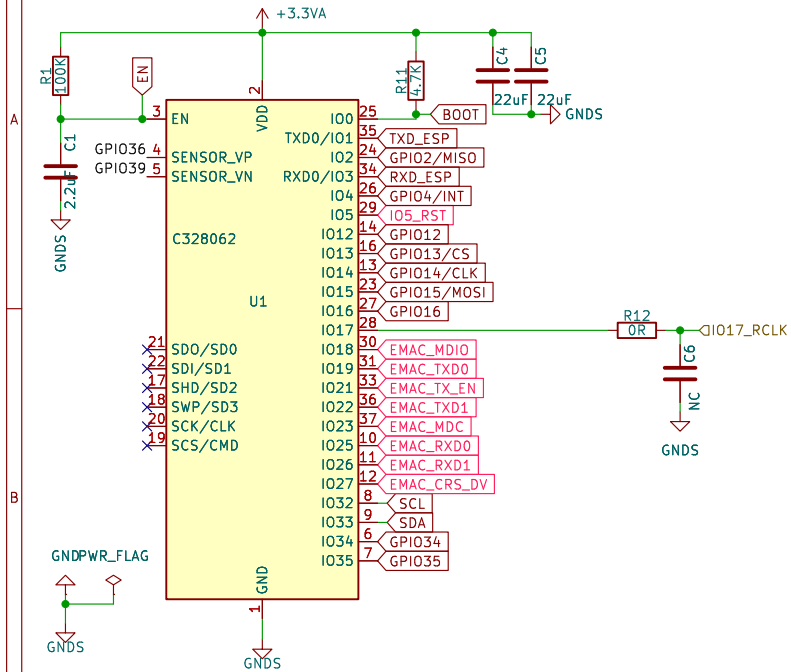 +3.3VA
R1
100K
EN
R11
4.7K
C4
22uF
C5
22uF
GNDS
A
2
VDD
3
EN
25
IO0
BOOT
C1
2.2uF
GNDS
35
TXD0/IO1
TXD_ESP
GPIO36
4
SENSOR_VP
24
IO2
GPIO2/MISO
GPIO39
5
SENSOR_VN
34
RXD0/IO3
RXD_ESP
26
IO4
GPIO4/INT
29
IO5
IO5_RST
14
IO12
GPIO12
C328062
16
IO13
GPIO13/CS
13
IO14
GPIO14/CLK
23
IO15
GPIO15/MOSI
U1
27
IO16
GPIO16
28
IO17
R12
0R
IO17_RCLK
C6
NC
GNDS
21
SDO/SD0
30
IO18
EMAC_MDIO
22
SDI/SD1
31
IO19
EMAC_TXD0
17
SHD/SD2
33
IO21
EMAC_TX_EN
18
SWP/SD3
36
IO22
EMAC_TXD1
20
SCK/CLK
37
IO23
EMAC_MDC
19
SCS/CMD
10
IO25
EMAC_RXD0
11
IO26
EMAC_RXD1
12
IO27
EMAC_CRS_DV
B
8
IO32
SCL
9
IO33
SDA
6
IO34
GPIO34
7
IO35
GPIO35
GNDPWR_FLAG
GNDS
GND
1
GNDS